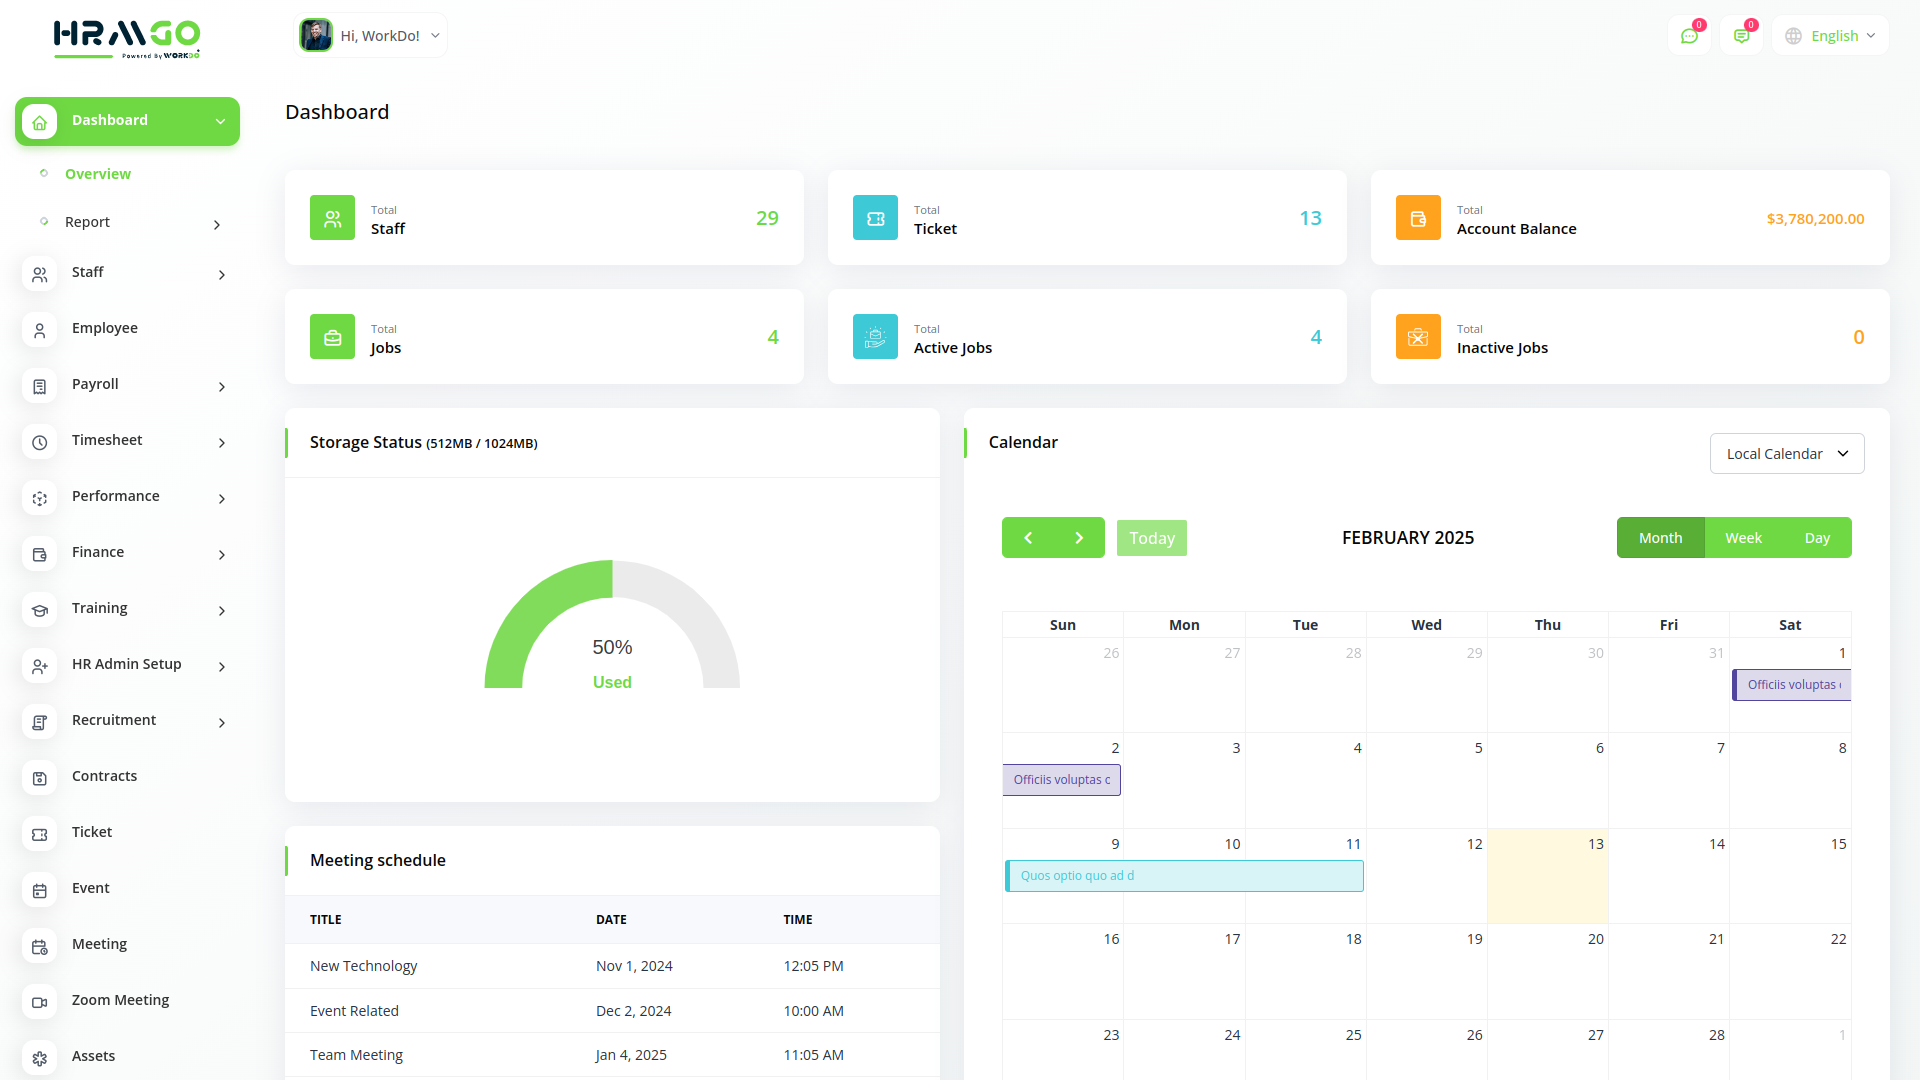 HRMGO
Powered By WORKDO
Hi, WorkDo!
0
0
English
Dashboard
Overview
Report
Staff
Employee
Payroll
Timesheet
Performance
Finance
Training
HR Admin Setup
Recruitment
Contracts
Ticket
Event
Meeting
Zoom Meeting
Assets
Dashboard
Total
Staff
29
Total
Ticket
13
Total
Account Balance
$3,780,200.00
Total
Jobs
4
Total
Active Jobs
4
Total
Inactive Jobs
0
Storage Status (512MB / 1024MB)
50%
Used
Meeting schedule
TITLE DATE TIME
New Technology Nov 1, 2024 12:05 PM
Event Related Dec 2, 2024 10:00 AM
Team Meeting Jan 4, 2025 11:05 AM
Calendar
Local Calendar
Today
FEBRUARY 2025
Month Week Day
Sun Mon Tue Wed Thu Fri Sat
26 27 28 29 30 31 1
Officiis voluptas
2 3 4 5 6 7 8
Officiis voluptas c
9 10 11 12 13 14 15
Quos optio quo ad d
16 17 18 19 20 21 22
23 24 25 26 27 28 1